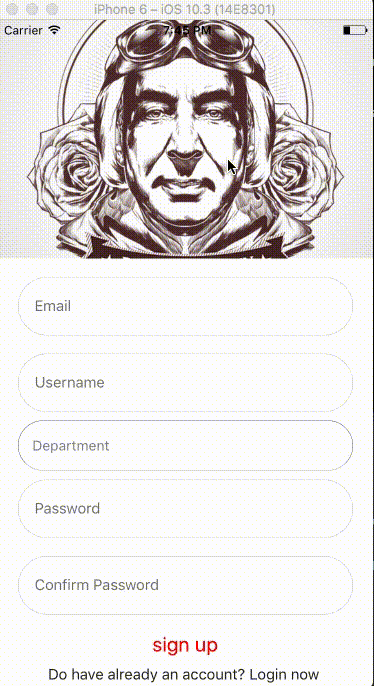 iPhone 6 – iOS 10.3 (14E8301)
Carrier 7:45 PM
Email
Username
Department
Password
Confirm Password
sign up
Do have already an account? Login now